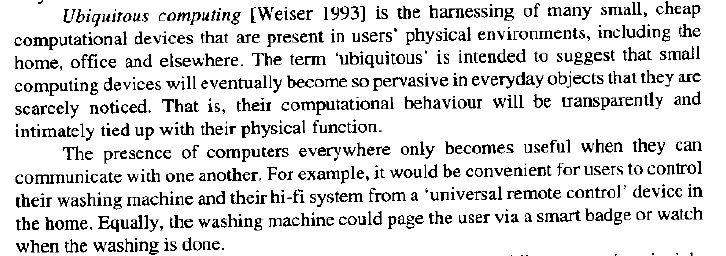 Ubiquitous computing [Weiser 1993] is the harnessing of many small, cheap
computational devices that are present in users' physical environments, including the
home, office and elsewhere. The term 'ubiquitous' is intended to suggest that small
computing devices will eventually become so pervasive in everyday objects that they are
scarcely noticed. That is, their computational behaviour will be transparently and
intimately tied up with their physical function.
The presence of computers everywhere only becomes useful when they can
communicate with one another. For example, it would be convenient for users to control
their washing machine and their hi-fi system from a 'universal remote control' device in
the home. Equally, the washing machine could page the user via a smart badge or watch
when the washing is done.